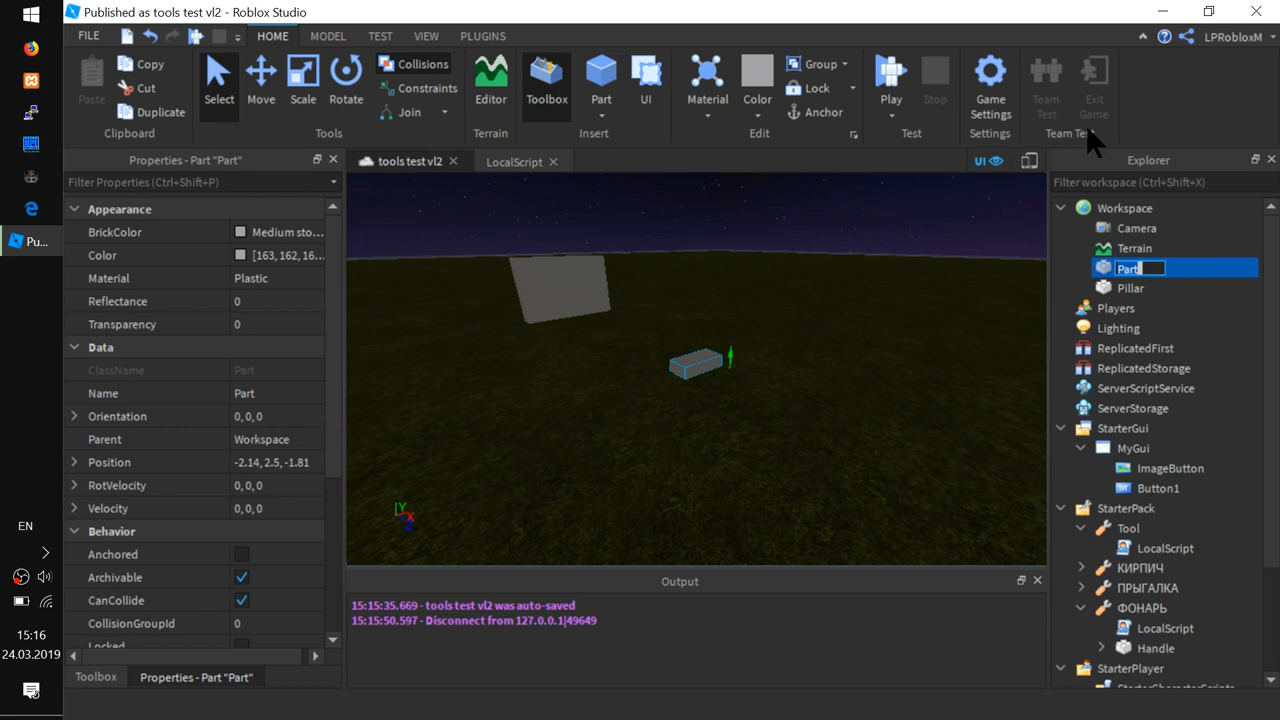 Published as tools test vl2 - Roblox Studio
FILE
HOME
MODEL
TEST
VIEW
PLUGINS
LPRobloxM
Paste
Copy
Cut
Duplicate
Clipboard
Select
Move
Scale
Rotate
Collisions
Constraints
Join
Tools
Editor
Terrain
Toolbox
Part
UI
Insert
Material
Color
Group
Lock
Anchor
Edit
Play
Stop
Test
Game
Settings
Settings
Team
Test
Exit
Game
Properties - Part "Part"
Filter Properties (Ctrl+Shift+P)
Appearance
BrickColor Medium sto...
Color [163, 162, 16...
Material Plastic
Reflectance 0
Transparency 0
Data
ClassName Part
Name Part
Orientation 0, 0, 0
Parent Workspace
Position -2.14, 2.5, -1.81
RotVelocity 0, 0, 0
Velocity 0, 0, 0
Behavior
Anchored
Archivable
CanCollide
CollisionGroupId 0
Toolbox
Properties - Part "Part"
tools test vl2
LocalScript
UI
Y
X
Z
Output
15:15:35.669 - tools test vl2 was auto-saved
15:15:50.597 - Disconnect from 127.0.0.1|49649
Explorer
Filter workspace (Ctrl+Shift+X)
Workspace
Camera
Terrain
Part
Pillar
Players
Lighting
ReplicatedFirst
ReplicatedStorage
ServerScriptService
ServerStorage
StarterGui
MyGui
ImageButton
Button1
StarterPack
Tool
LocalScript
КИРПИЧ
ПРЫГАЛКА
ФОНАРЬ
LocalScript
Handle
StarterPlayer
Pu...
EN
15:16
24.03.2019